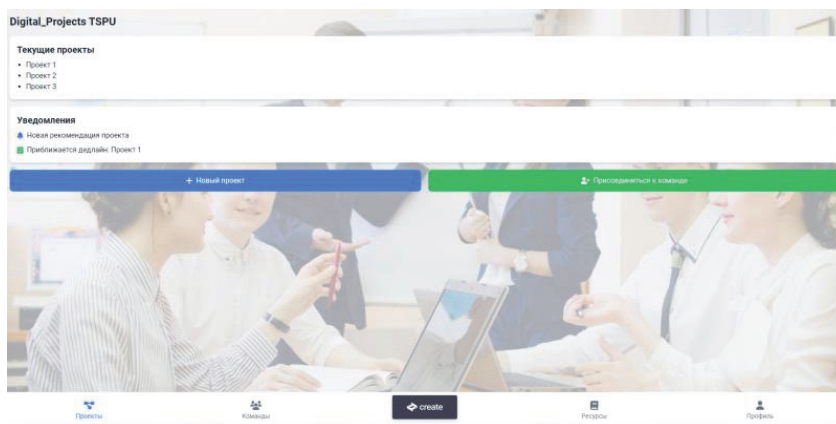 Digital_Projects TSPU
Текущие проекты
• Проект 1
• Проект 2
• Проект 3
Уведомления
Новая рекомендация проекта
Приближается дедлайн: Проект 1
+ Новый проект
Присоединиться к команде
Проекты
Команды
create
Ресурсы
Профиль